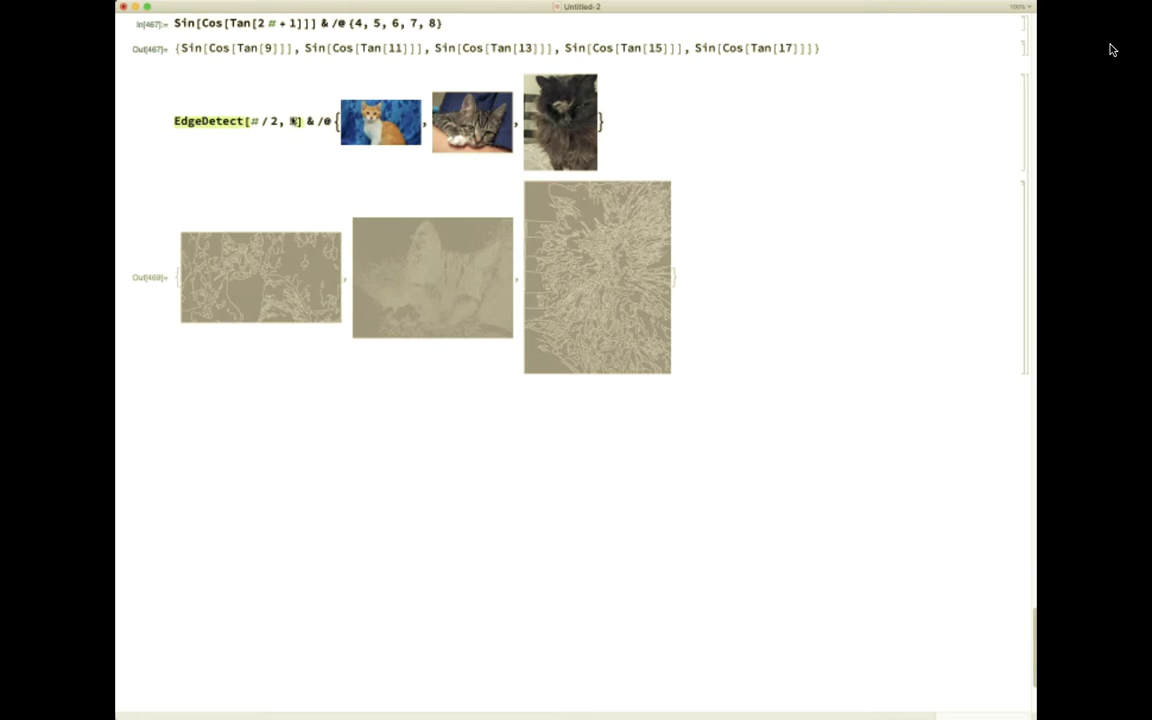 Untitled-2
100%
In[467]:= Sin[Cos[Tan[2 # + 1]]] & /@ {4, 5, 6, 7, 8}
Out[467]= {Sin[Cos[Tan[9]]], Sin[Cos[Tan[11]]], Sin[Cos[Tan[13]]], Sin[Cos[Tan[15]]], Sin[Cos[Tan[17]]]}
EdgeDetect[# / 2, ] & /@ { , , }
Out[469]= { , , }